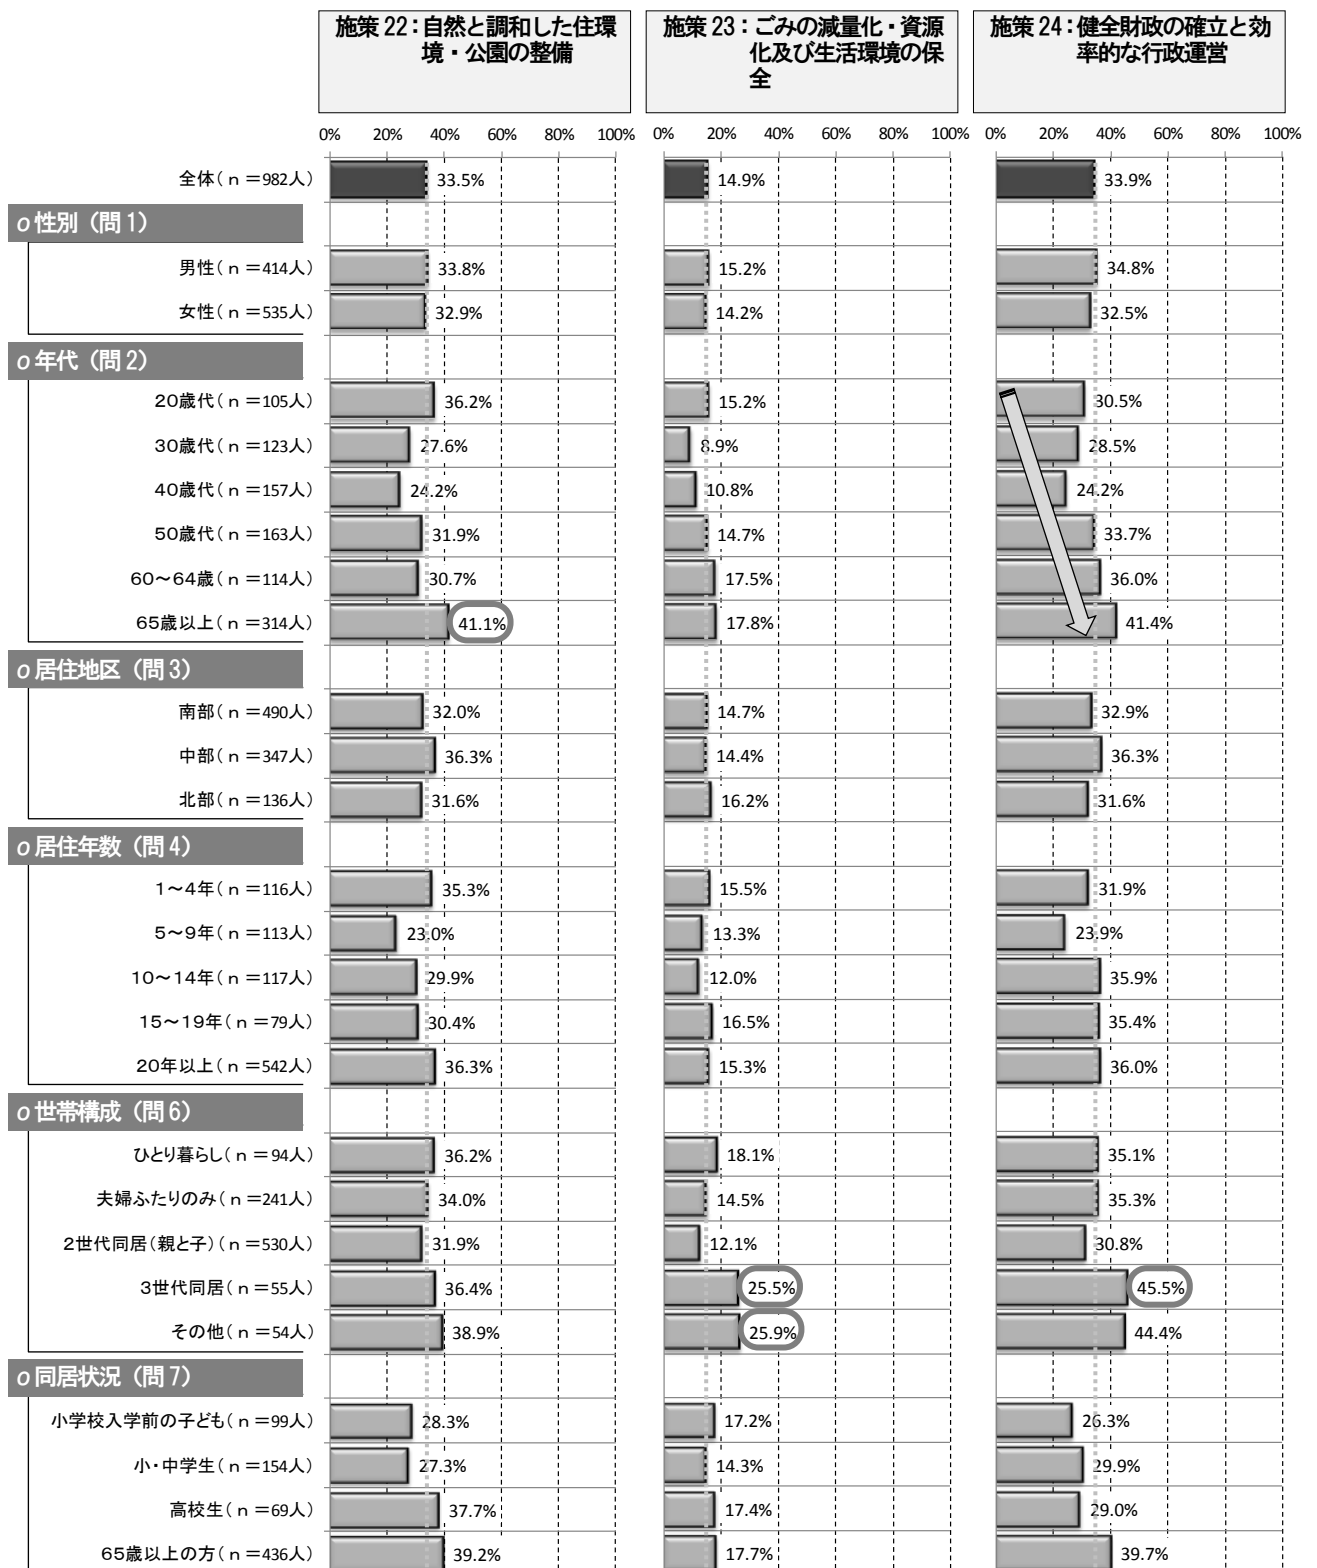 施策 22：自然と調和した住環
境・公園の整備
施策 23：ごみの減量化・資源
化及び生活環境の保
全
施策 24：健全財政の確立と効
率的な行政運営
0% 20% 40% 60% 80% 100% 0% 20% 40% 60% 80% 100% 0% 20% 40% 60% 80% 100%
全体（ｎ＝982人） 33.5% 14.9% 33.9%
o 性別（問1）
男性（ｎ＝414人） 33.8% 15.2% 34.8%
女性（ｎ＝535人） 32.9% 14.2% 32.5%
o 年代（問2）
20歳代（ｎ＝105人） 36.2% 15.2% 30.5%
30歳代（ｎ＝123人） 27.6% 8.9% 28.5%
40歳代（ｎ＝157人） 24.2% 10.8% 24.2%
50歳代（ｎ＝163人） 31.9% 14.7% 33.7%
60～64歳（ｎ＝114人） 30.7% 17.5% 36.0%
65歳以上（ｎ＝314人） 41.1% 17.8% 41.4%
o 居住地区（問3）
南部（ｎ＝490人） 32.0% 14.7% 32.9%
中部（ｎ＝347人） 36.3% 14.4% 36.3%
北部（ｎ＝136人） 31.6% 16.2% 31.6%
o 居住年数（問4）
1～4年（ｎ＝116人） 35.3% 15.5% 31.9%
5～9年（ｎ＝113人） 23.0% 13.3% 23.9%
10～14年（ｎ＝117人） 29.9% 12.0% 35.9%
15～19年（ｎ＝79人） 30.4% 16.5% 35.4%
20年以上（ｎ＝542人） 36.3% 15.3% 36.0%
o 世帯構成（問6）
ひとり暮らし（ｎ＝94人） 36.2% 18.1% 35.1%
夫婦ふたりのみ（ｎ＝241人） 34.0% 14.5% 35.3%
2世代同居（親と子）（ｎ＝530人） 31.9% 12.1% 30.8%
3世代同居（ｎ＝55人） 36.4% 25.5% 45.5%
その他（ｎ＝54人） 38.9% 25.9% 44.4%
o 同居状況（問7）
小学校入学前の子ども（ｎ＝99人） 28.3% 17.2% 26.3%
小・中学生（ｎ＝154人） 27.3% 14.3% 29.9%
高校生（ｎ＝69人） 37.7% 17.4% 29.0%
65歳以上の方（ｎ＝436人） 39.2% 17.7% 39.7%